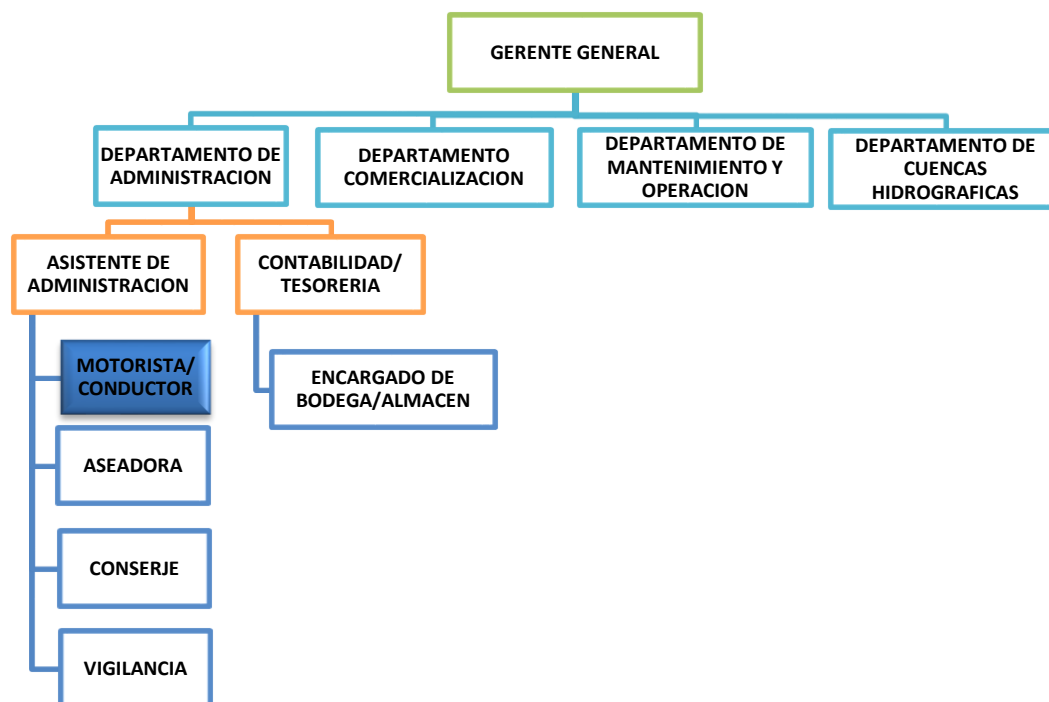 GERENTE GENERAL
DEPARTAMENTO DE
ADMINISTRACION
DEPARTAMENTO
COMERCIALIZACION
DEPARTAMENTO DE
MANTENIMIENTO Y
OPERACION
DEPARTAMENTO DE
CUENCAS
HIDROGRAFICAS
ASISTENTE DE
ADMINISTRACION
CONTABILIDAD/
TESORERIA
MOTORISTA/
CONDUCTOR
ENCARGADO DE
BODEGA/ALMACEN
ASEADORA
CONSERJE
VIGILANCIA